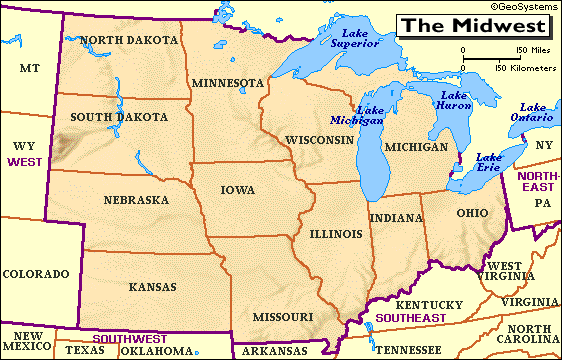 ©GeoSystems
The Midwest
150 Miles
0
0 150 Kilometers
NORTH DAKOTA
MT
MINNESOTA
Lake
Superior
Lake
Huron
Lake
Michigan
Lake
Ontario
SOUTH DAKOTA
WISCONSIN
MICHIGAN
WY
WEST
NY
Lake
Erie
NORTH-
EAST
PA
NEBRASKA
IOWA
ILLINOIS
INDIANA
OHIO
COLORADO
KANSAS
MISSOURI
WEST
VIRGINIA
KENTUCKY
VIRGINIA
SOUTHEAST
NEW
MEXICO
SOUTHWEST
TEXAS
OKLAHOMA
ARKANSAS
TENNESSEE
NORTH
CAROLINA